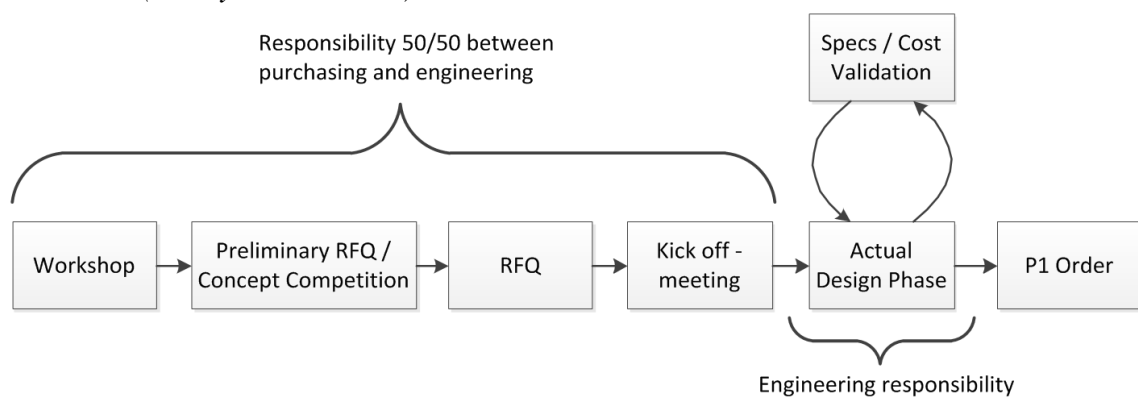 Responsibility 50/50 between
purchasing and engineering
Specs / Cost
Validation
Workshop
Preliminary RFQ /
Concept Competition
RFQ
Kick off -
meeting
Actual
Design Phase
P1 Order
Engineering responsibility